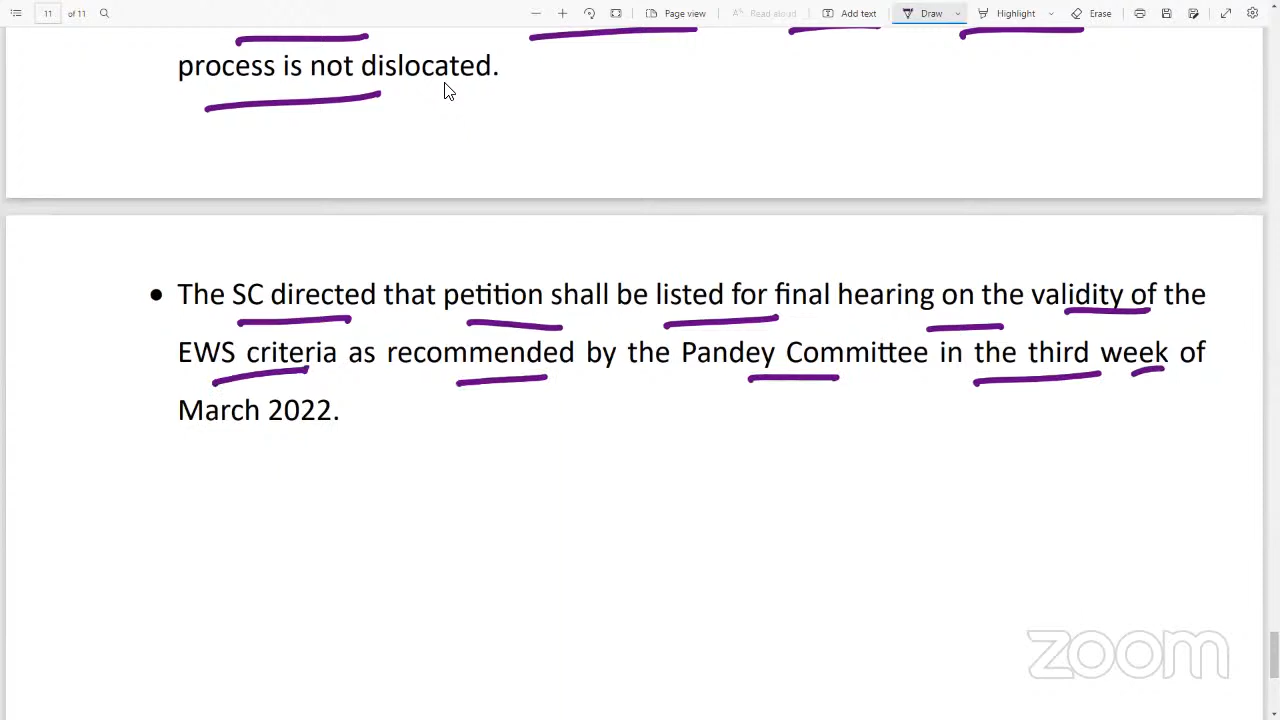 11 of 11 Page view Read aloud Add text Draw Highlight Erase
process is not dislocated.
• The SC directed that petition shall be listed for final hearing on the validity of the
EWS criteria as recommended by the Pandey Committee in the third week of
March 2022.
zoom